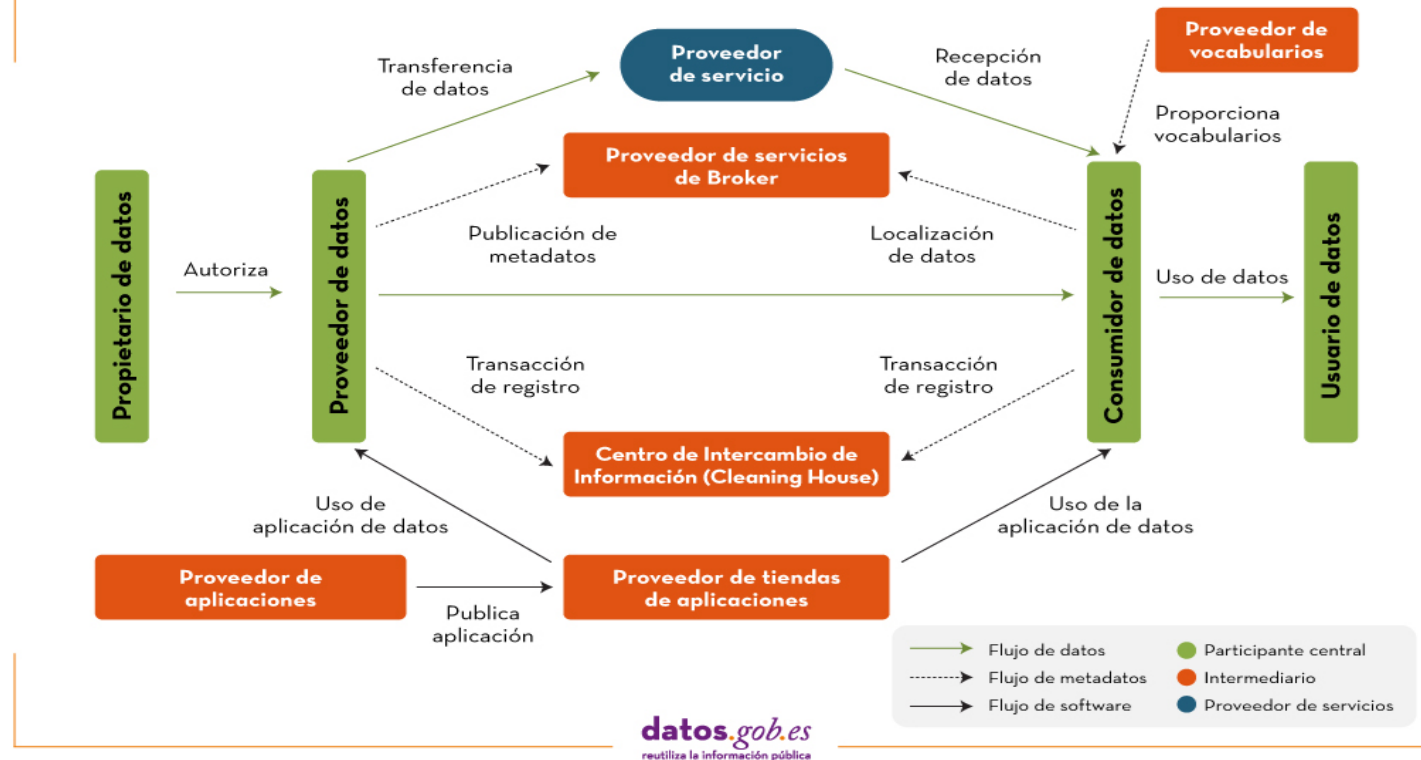 Proveedor
de servicio
Proveedor de
vocabularios
Transferencia
de datos
Recepción
de datos
Proporciona
vocabularios
Proveedor de servicios
de Broker
Propietario de datos
Autoriza
Proveedor de datos
Publicación de
metadatos
Localización
de datos
Consumidor de datos
Uso de datos
Usuario de datos
Transacción
de registro
Transacción
de registro
Centro de Intercambio de
Información (Cleaning House)
Uso de
aplicación de datos
Uso de la
aplicación de datos
Proveedor de
aplicaciones
Publica
aplicación
Proveedor de tiendas
de aplicaciones
Flujo de datos
Flujo de metadatos
Flujo de software
Participante central
Intermediario
Proveedor de servicios
datos.gob.es
reutiliza la información pública